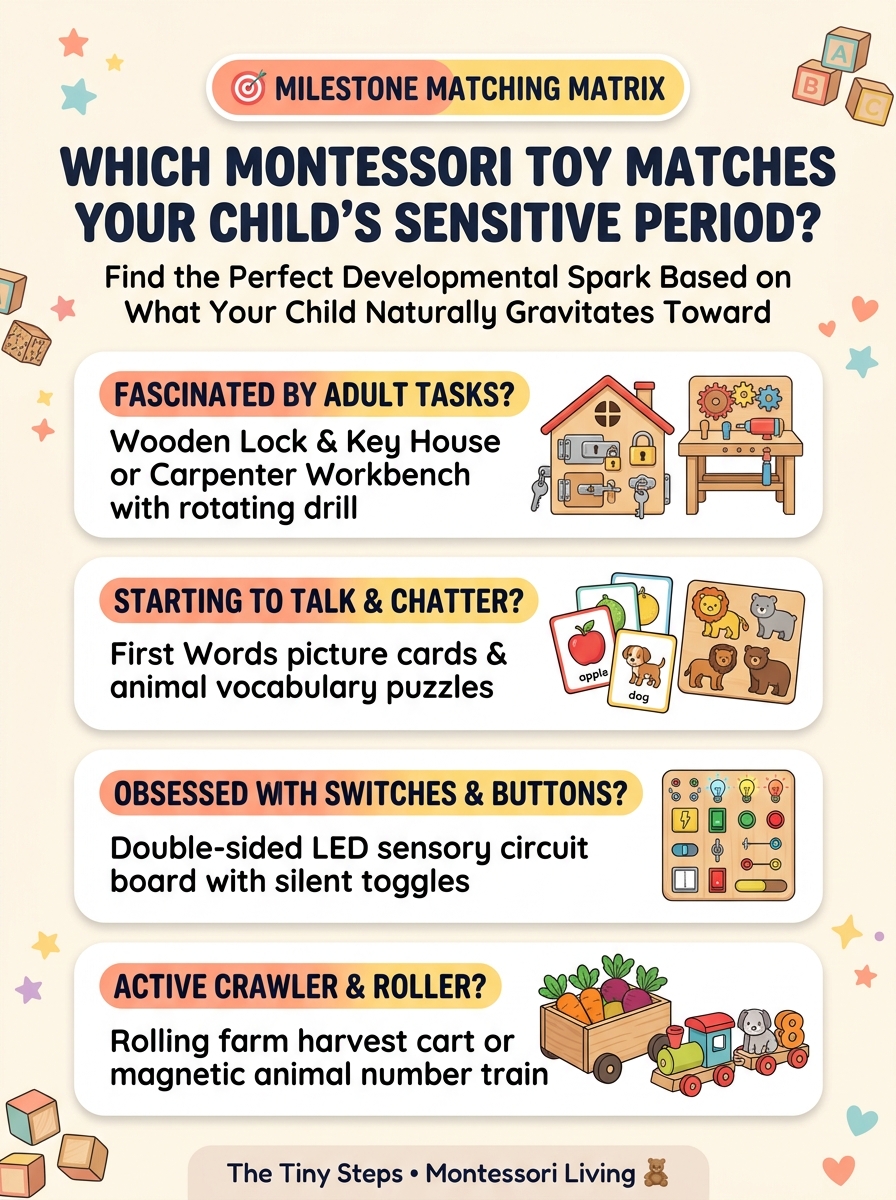 MILESTONE MATCHING MATRIX
WHICH MONTESSORI TOY MATCHES
YOUR CHILD'S SENSITIVE PERIOD?
Find the Perfect Developmental Spark Based on
What Your Child Naturally Gravitates Toward
FASCINATED BY ADULT TASKS?
Wooden Lock & Key House
or Carpenter Workbench
with rotating drill
STARTING TO TALK & CHATTER?
First Words picture cards &
animal vocabulary puzzles
apple
dog
OBSESSED WTH SWITCHES & BUTTONS?
Double-sided LED sensory circuit
board with silent toggles
ACTIVE CRAWLER & ROLLER?
Rolling farm harvest cart or
magnetic animal number train
8
The Tiny Steps • Montessori Living
A
B
C